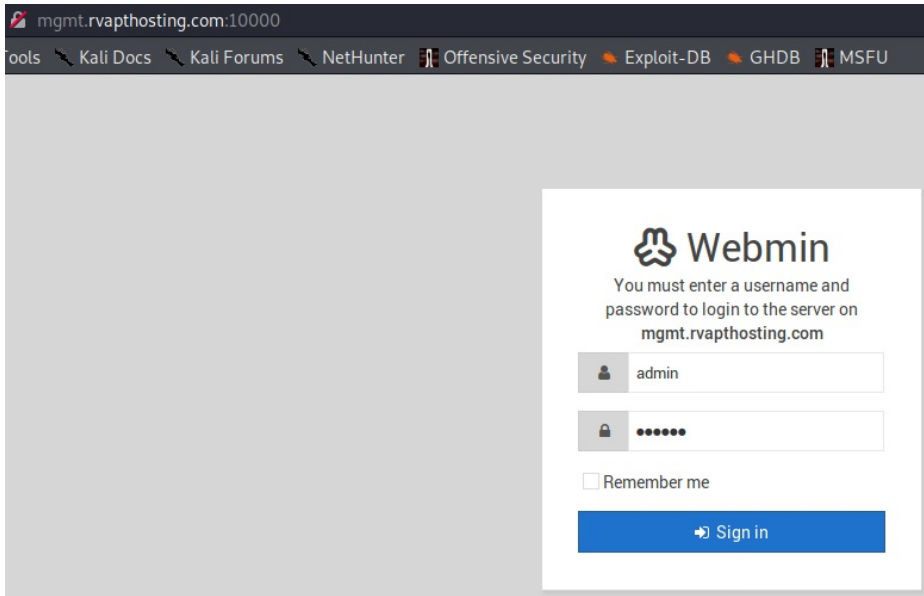 mgmt.rvapthosting.com:10000
Tools Kali Docs Kali Forums NetHunter Offensive Security Exploit-DB GHDB MSFU
Webmin
You must enter a username and
password to login to the server on
mgmt.rvapthosting.com
admin
••••••
Remember me
Sign in